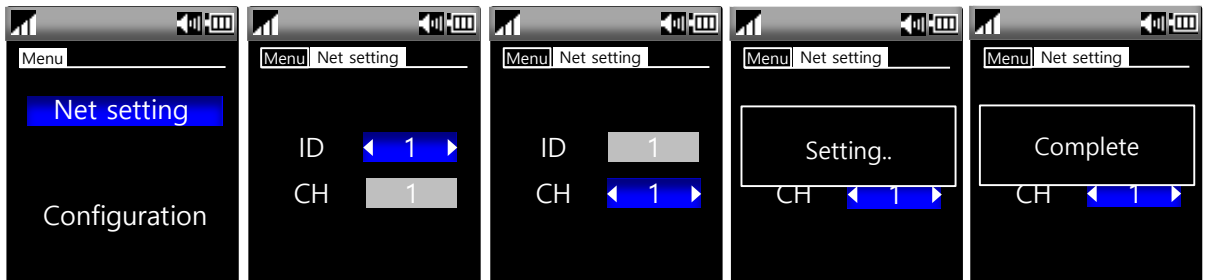 Menu
Net setting
Configuration
Menu Net setting
ID 1
CH 1
Menu Net setting
ID 1
CH 1
Menu Net setting
Setting..
CH 1
Menu Net setting
Complete
CH 1